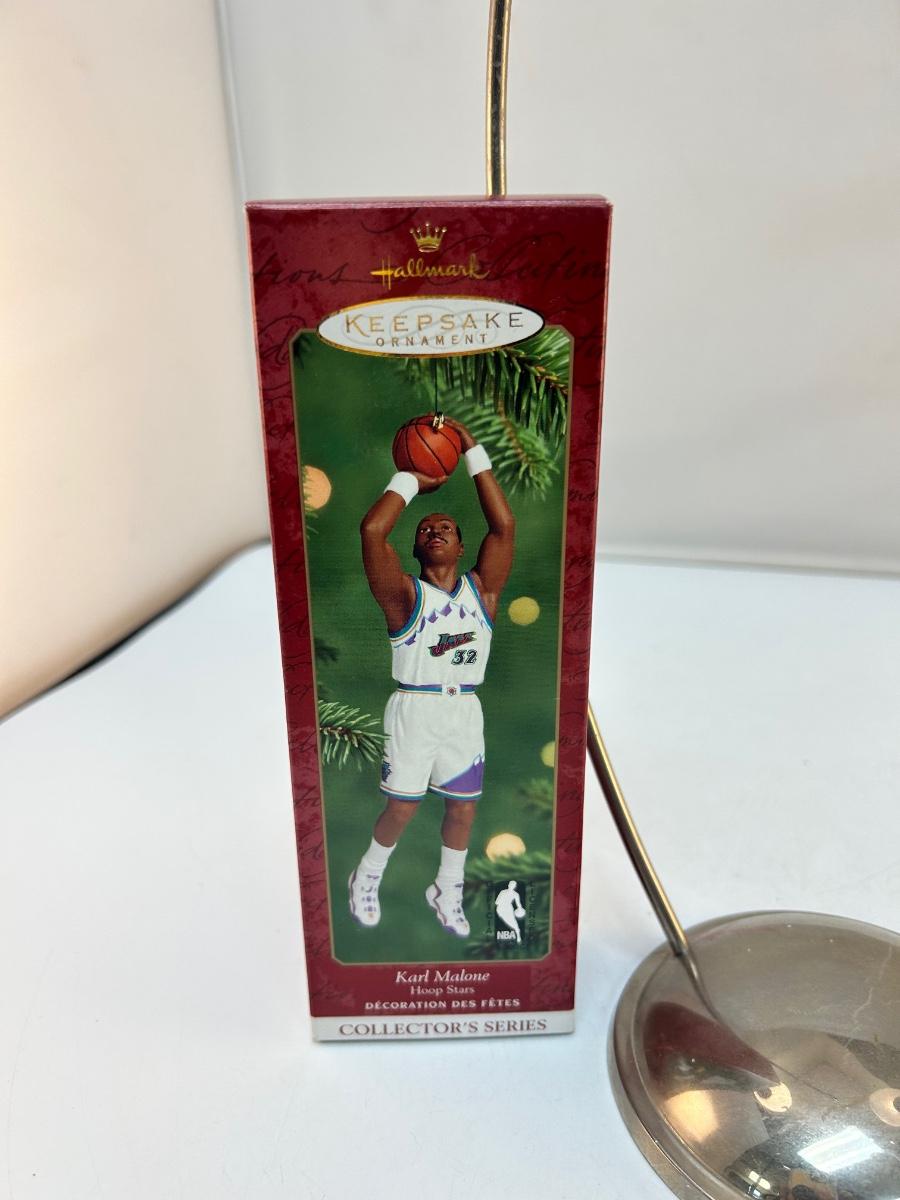 Hallmark
KEEPSAKE
ORNAMENT
JAZZ
32
NBA
Karl Malone
Hoop Stars
DÉCORATION DES FÊTES
COLLECTOR'S SERIES